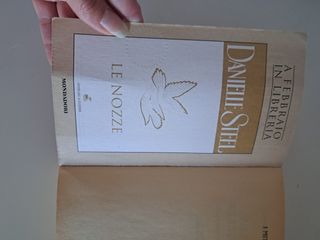 A FEBBRAIO
IN LIBRERIA
DANIELLE STEEL
LE NOZZE
MONDADORI